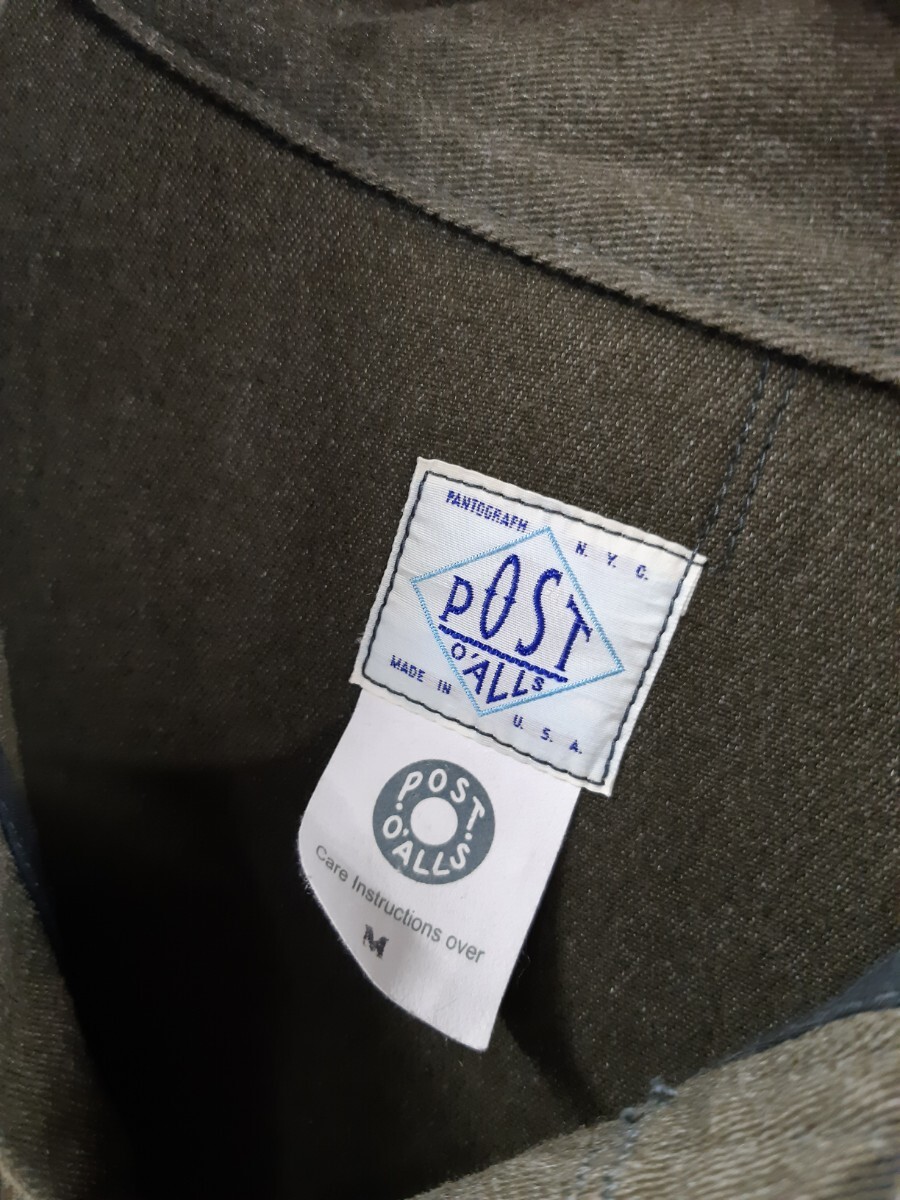 PANTOGRAPH N. Y. C.
POST
O'ALLS
MADE IN U. S. A.
POST
O'ALLS
Care Instructions over
M